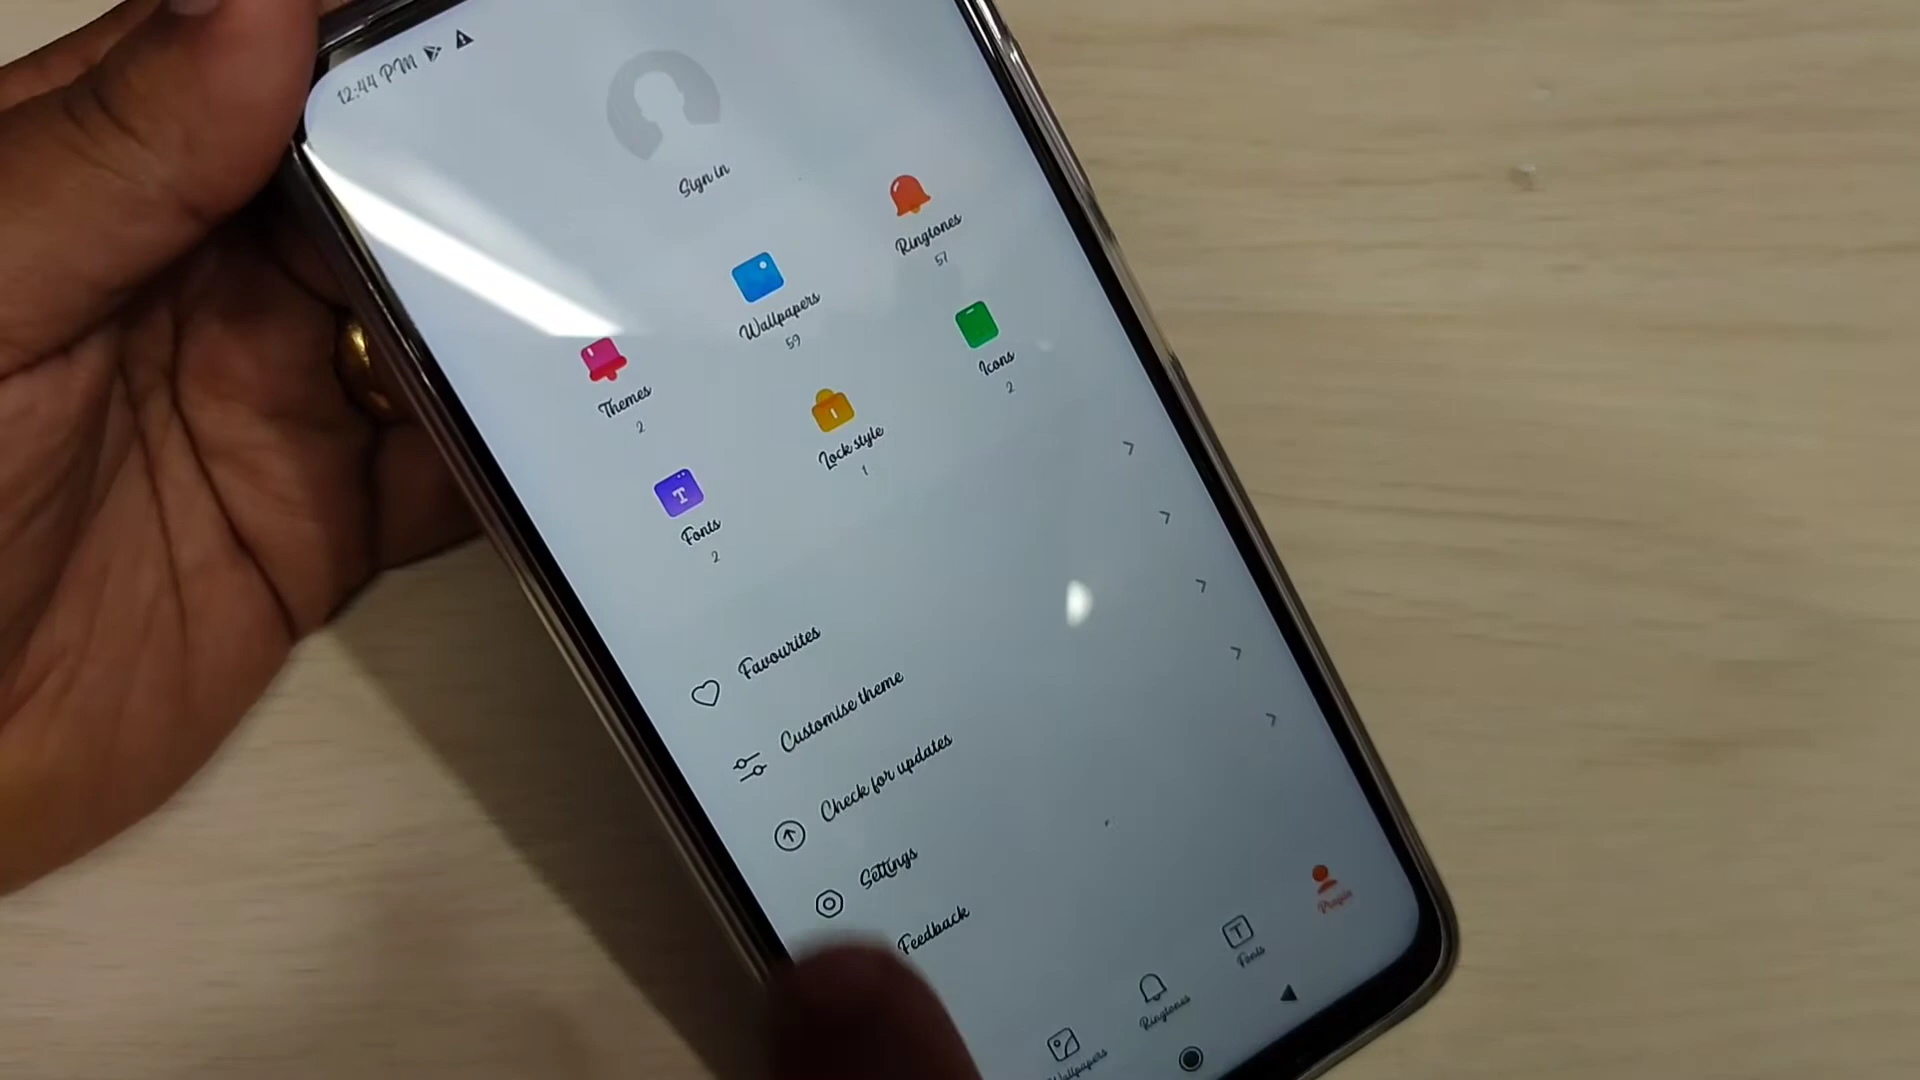 12:44 PM
Sign in
Themes
2
Wallpapers
59
Ringtones
57
Fonts
2
Lock style
1
Icons
2
Favourites
Customise theme
Check for updates
Settings
Feedback
Wallpapers
Ringtones
Fonts
Profile